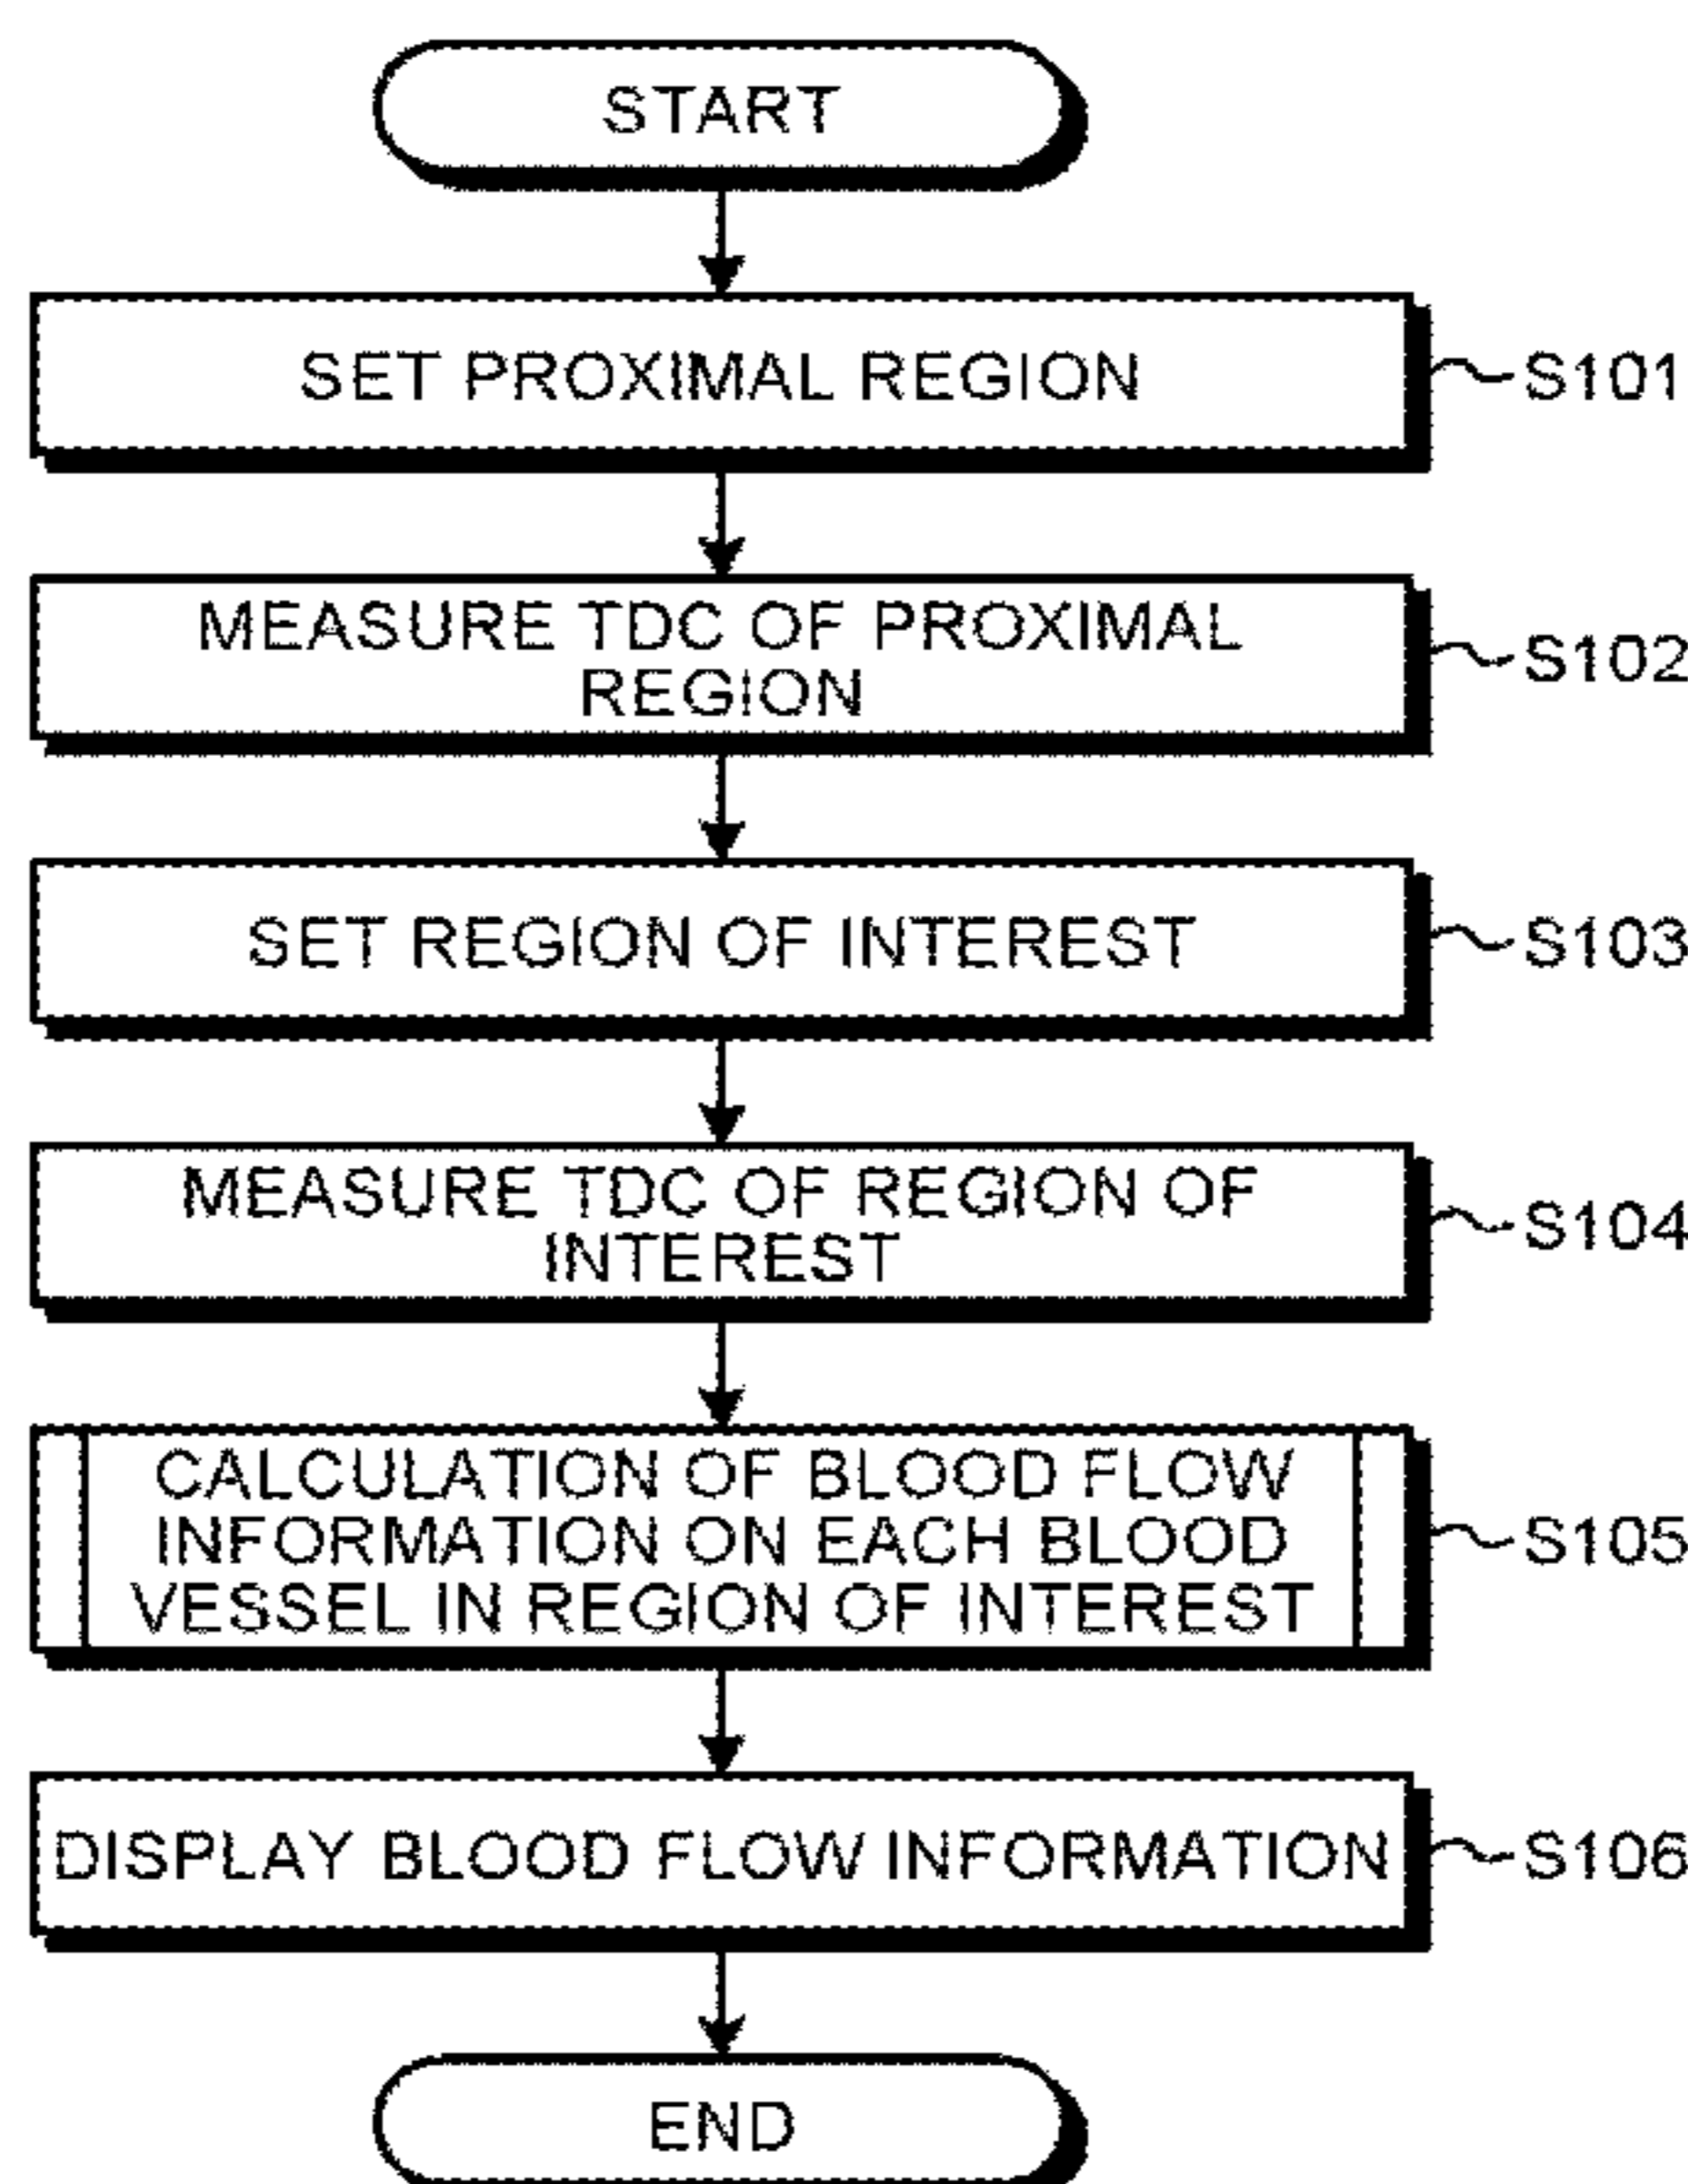 START
SET PROXIMAL REGION
S101
MEASURE TDC OF PROXIMAL
REGION
S102
SET REGION OF INTEREST
S103
MEASURE TDC OF REGION OF
INTEREST
S104
CALCULATION OF BLOOD FLOW
INFORMATION ON EACH BLOOD
VESSEL IN REGION OF INTEREST
S105
DISPLAY BLOOD FLOW INFORMATION
S106
END